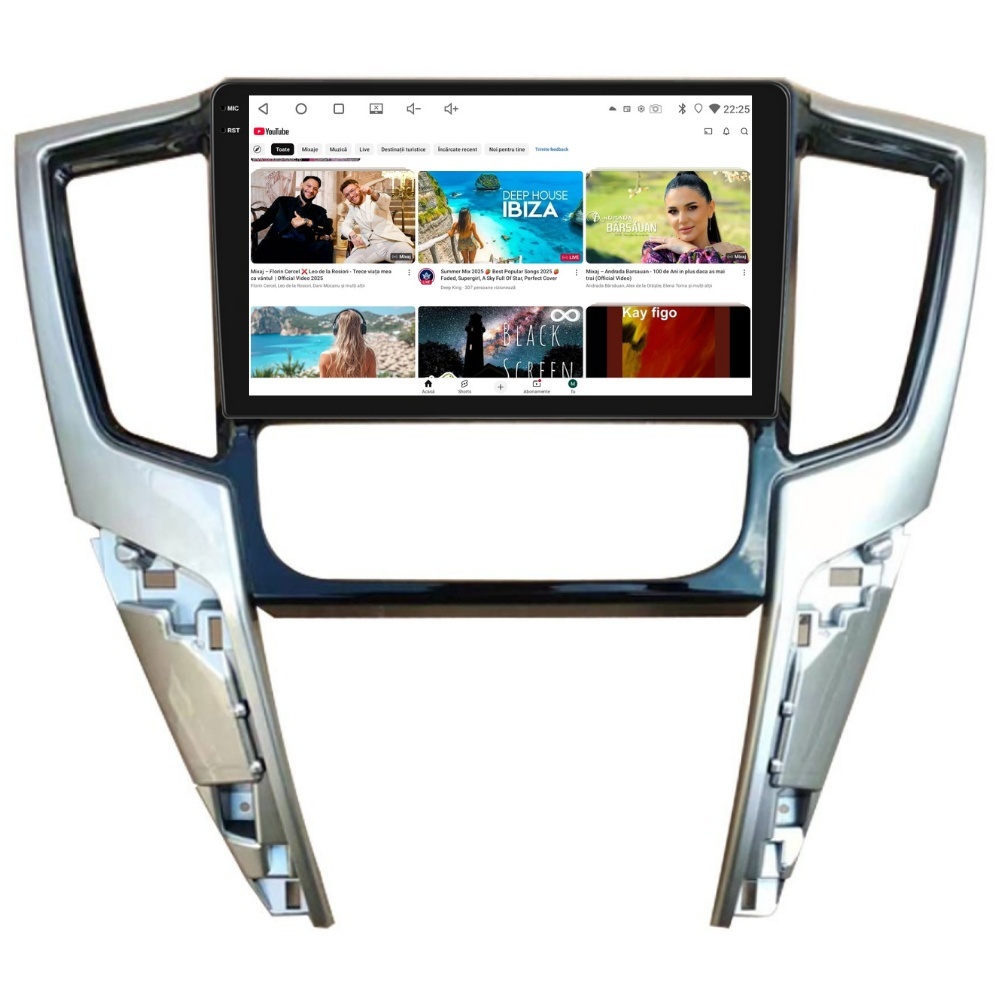 MIC
22:25
RST
YouTube
Toate
Mixaje
Muzică
Live
Destinații turistice
Încărcate recent
Noi pentru tine
Trimite feedback
DEEP HOUSE
IBIZA
BARSAUAN
Mixaj
LIVE
Mixaj
Mixaj – Florin Cercel ❌ Leo de la Rosiori - Trece viața mea
ca vântul | Official Video 2025
Florin Cercel, Leo de la Rosiori, Dani Mocanu și mulți alții
Summer Mix 2025 🍓 Best Popular Songs 2025 🍓
Faded, Supergirl, A Sky Full Of Star, Perfect Cover
Deep King · 307 persoane vizionează
Mixaj – Andrada Barsauan - 100 de Ani in plus daca as mai
trai (Official Video)
Andrada Bărsăuan, Alex de la Orăștie, Elena Toma și mulți alții
BLACK
SCREEN
Kay figo
Acasă
Shorts
Abonamente
M
Tu